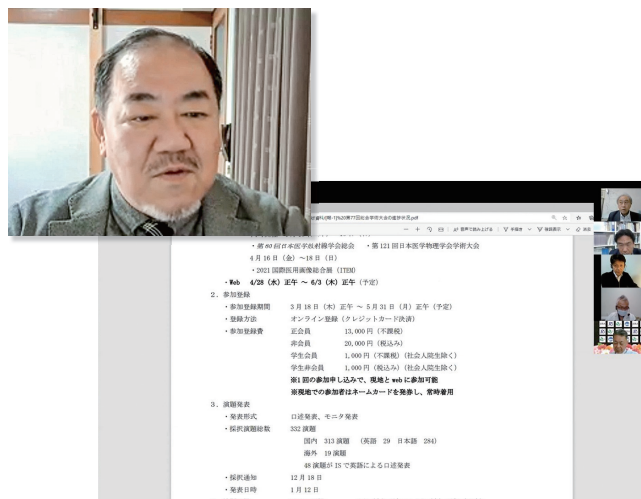 ・第80回日本医学放射線学会総会 ・第121回日本医学物理学会学術大会
4月16日（金）～18日（日）
・2021国際医用画像総合展（ITEM）
・Web 4/28（水）正午 ～ 6/3（木）正午（予定）
2．参加登録
・登録期間 3月18日（木）正午 ～ 5月31日（月）正午（予定）
・登録方法 オンライン登録（クレジットカード決済）
・参加登録費 正会員 13,000円（不課税）
非会員 20,000円（税込み）
学生会員 1,000円（不課税）（社会人院生除く）
学生非会員 1,000円（税込み）（社会人院生除く）
※1回の参加申し込みで、現地とwebに参加可能
※現地での参加者はネームカードを発券し、常時着用
3．演題発表
・発表形式 口述発表、モニタ発表
・採択演題総数 332演題
国内 313演題 （英語 29 日本語 284）
海外 19演題
48演題がISで英語による口述発表
・採択通知 12月18日
・発表日時 1月12日